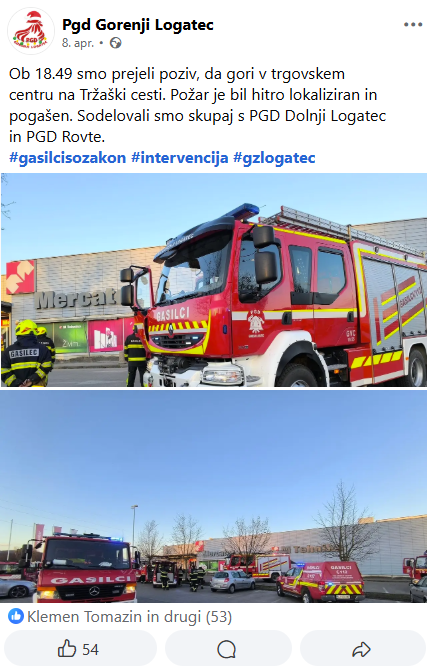 Pgd Gorenji Logatec
8. apr.
Ob 18.49 smo prejeli poziv, da gori v trgovskem
centru na Tržaški cesti. Požar je bil hitro lokaliziran in
pogašen. Sodelovali smo skupaj s PGD Dolnji Logatec
in PGD Rovte.
#gasilcisozakon #intervencija #gzlogatec
Mercat
GASILCI
GASILEC
GASILCI
Klemen Tomazin in drugi (53)
54